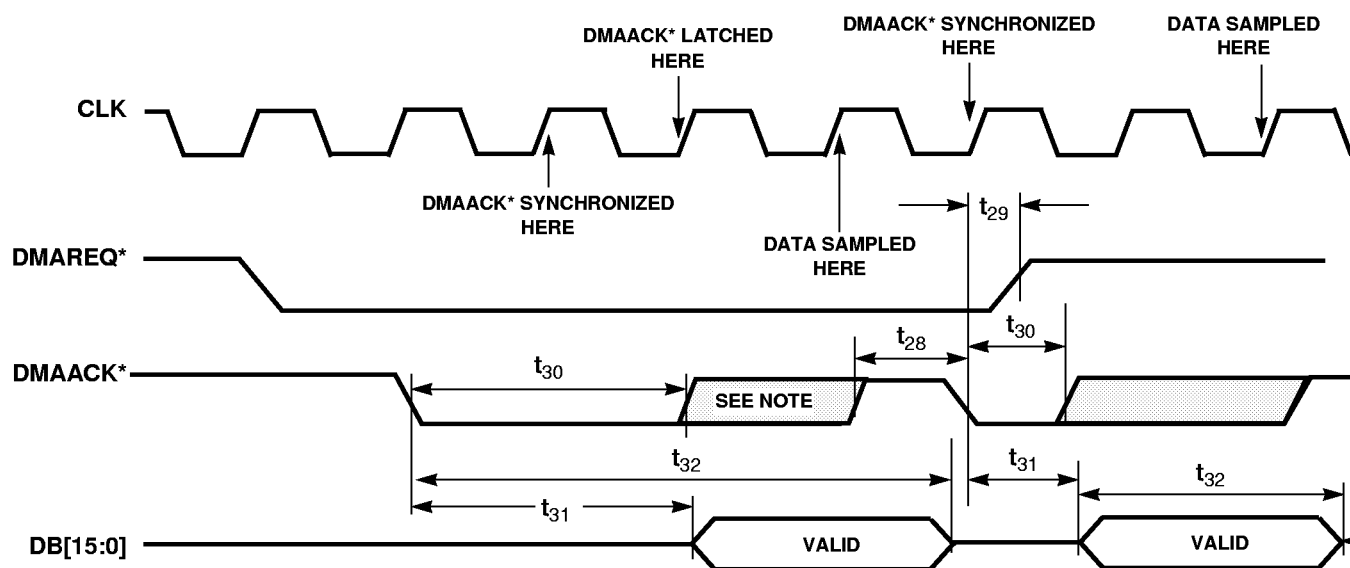 DMAACK* LATCHED
HERE
DMAACK* SYNCHRONIZED
HERE
DATA SAMPLED
HERE
CLK
DMAACK* SYNCHRONIZED
HERE
DATA SAMPLED
HERE
t29
DMAREQ*
t28
t30
DMAACK*
t30
SEE NOTE
t32
t31
t32
t31
DB[15:0]
VALID
VALID